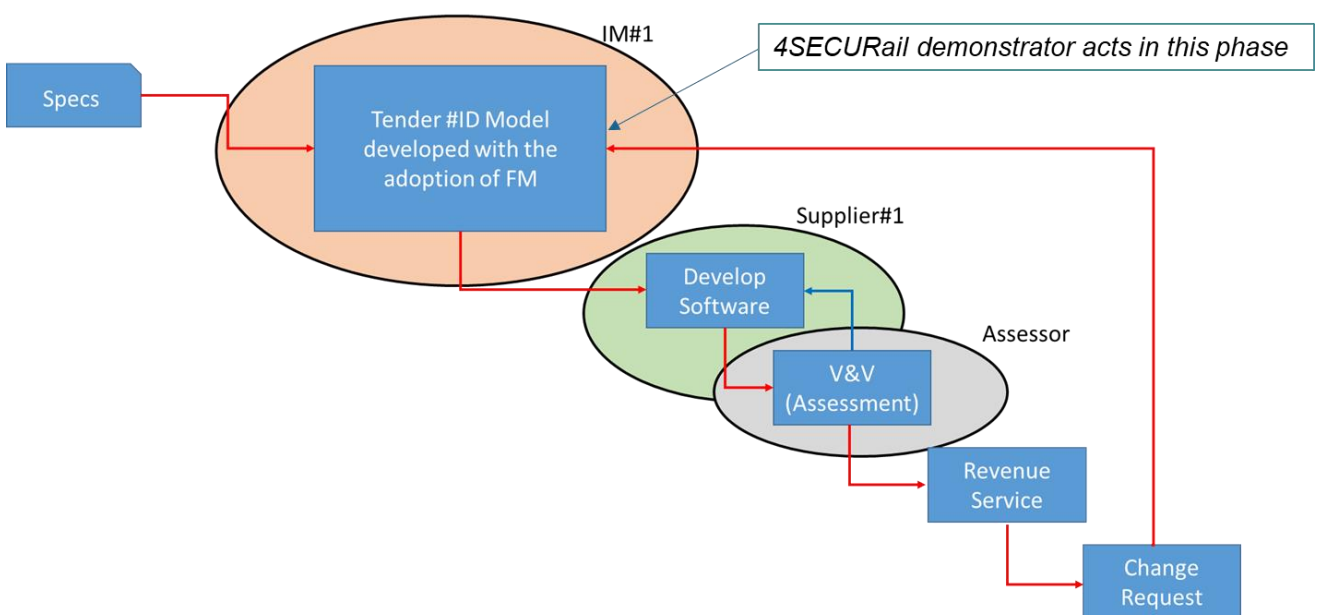 IM#1
4SECURail demonstrator acts in this phase
Specs
Tender #ID Model
developed with the
adoption of FM
Supplier#1
Develop
Software
Assessor
V&V
(Assessment)
Revenue
Service
Change
Request